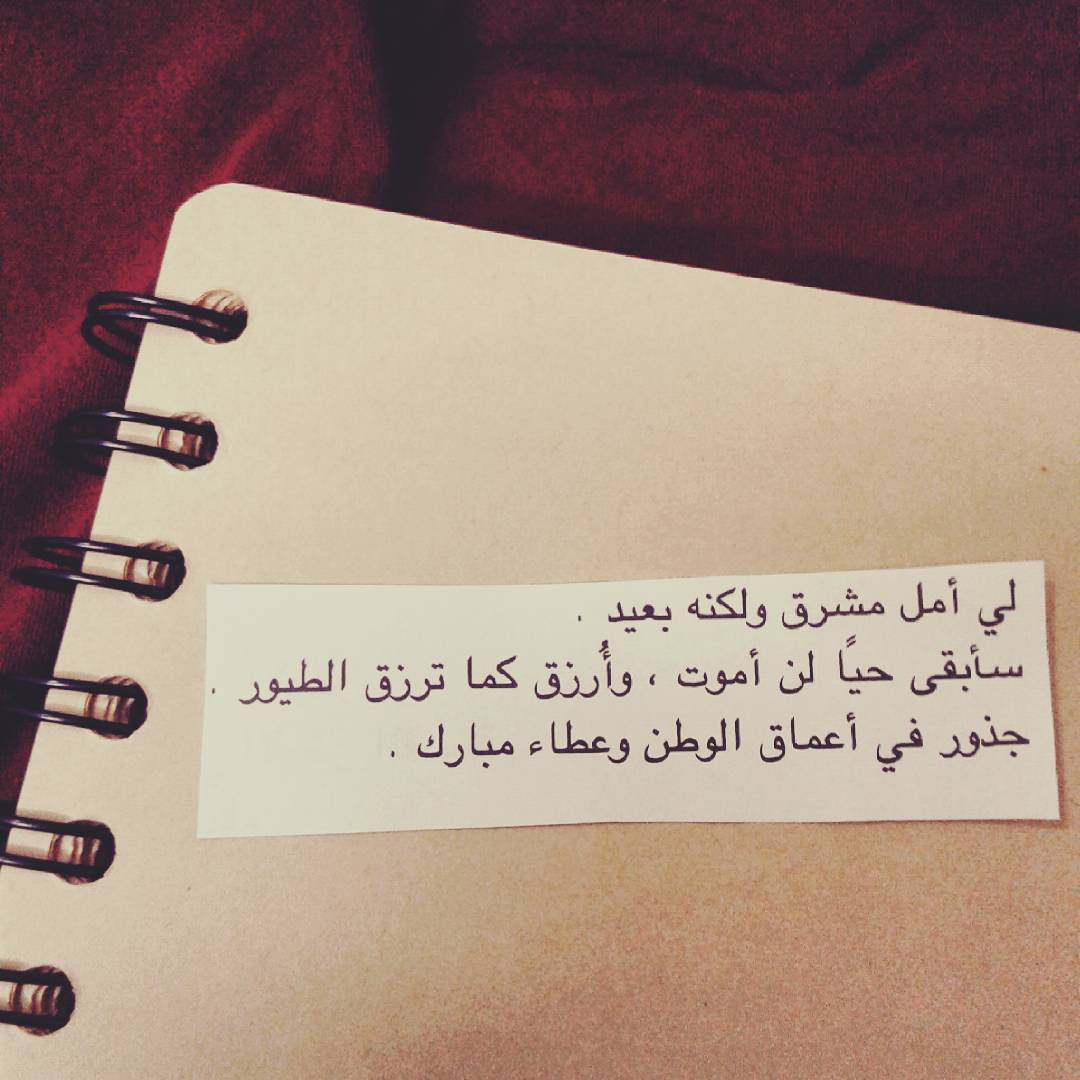 لي أمل مشرق ولكنه بعيد .
سأبقى حيًا لن أموت ، وأُرزق كما ترزق الطيور .
جذور في أعماق الوطن وعطاء مبارك .